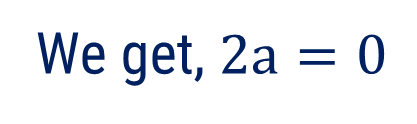 We get, 2a = 0